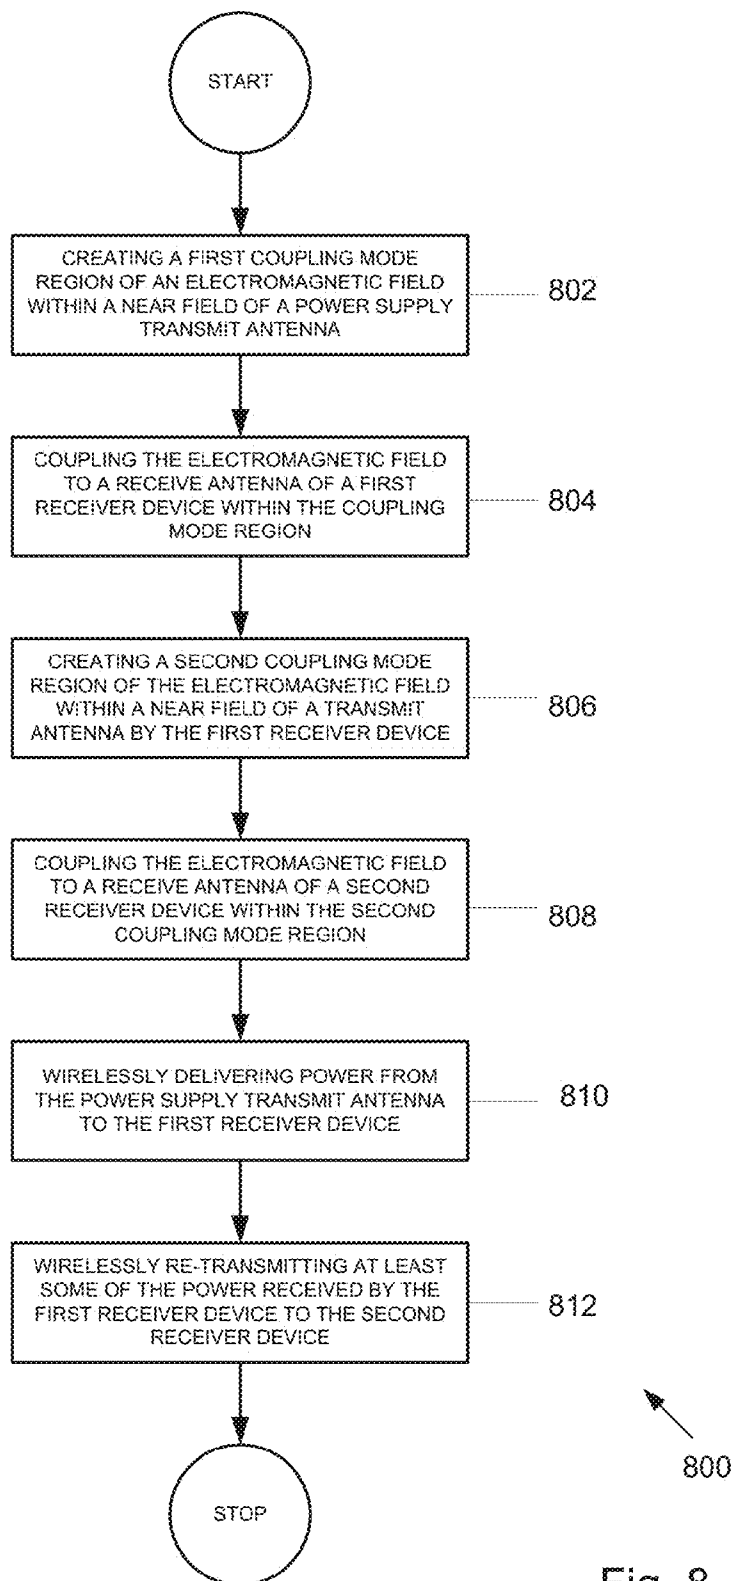 START
CREATING A FIRST COUPLING MODE
REGION OF AN ELECTROMAGNETIC FIELD
WITHIN A NEAR FIELD OF A POWER SUPPLY
TRANSMIT ANTENNA
802
COUPLING THE ELECTROMAGNETIC FIELD
TO A RECEIVE ANTENNA OF A FIRST
RECEIVER DEVICE WITHIN THE COUPLING
MODE REGION
804
CREATING A SECOND COUPLING MODE
REGION OF THE ELECTROMAGNETIC FIELD
WITHIN A NEAR FIELD OF A TRANSMIT
ANTENNA BY THE FIRST RECEIVER DEVICE
806
COUPLING THE ELECTROMAGNETIC FIELD
TO A RECEIVE ANTENNA OF A SECOND
RECEIVER DEVICE WITHIN THE SECOND
COUPLING MODE REGION
808
WIRELESSLY DELIVERING POWER FROM
THE POWER SUPPLY TRANSMIT ANTENNA
TO THE FIRST RECEIVER DEVICE
810
WIRELESSLY RE-TRANSMITTING AT LEAST
SOME OF THE POWER RECEIVED BY THE
FIRST RECEIVER DEVICE TO THE SECOND
RECEIVER DEVICE
812
800
STOP
Fig. 8